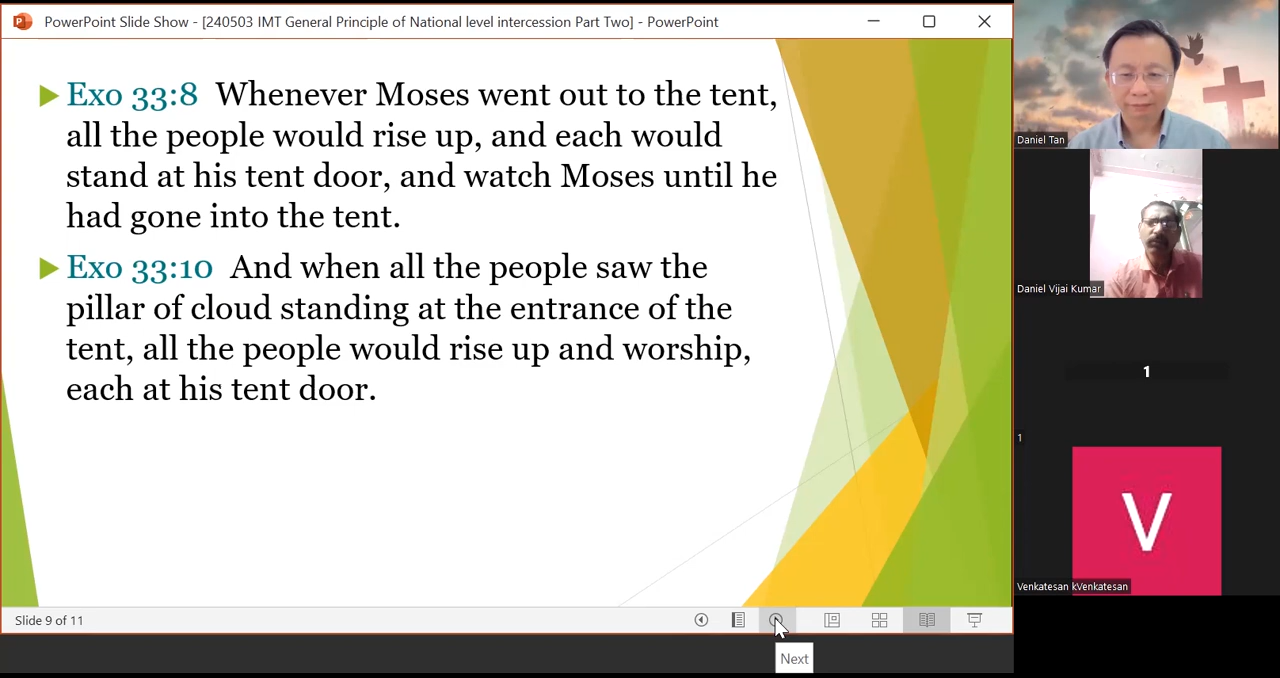 PowerPoint Slide Show - [240503 IMT General Principle of National level intercession Part Two] - PowerPoint
Exo 33:8 Whenever Moses went out to the tent,
all the people would rise up, and each would
stand at his tent door, and watch Moses until he
had gone into the tent.
Exo 33:10 And when all the people saw the
pillar of cloud standing at the entrance of the
tent, all the people would rise up and worship,
each at his tent door.
Slide 9 of 11
Next
Daniel Tan
Daniel Vijai Kumar
1
1
V
Venkatesan kVenkatesan